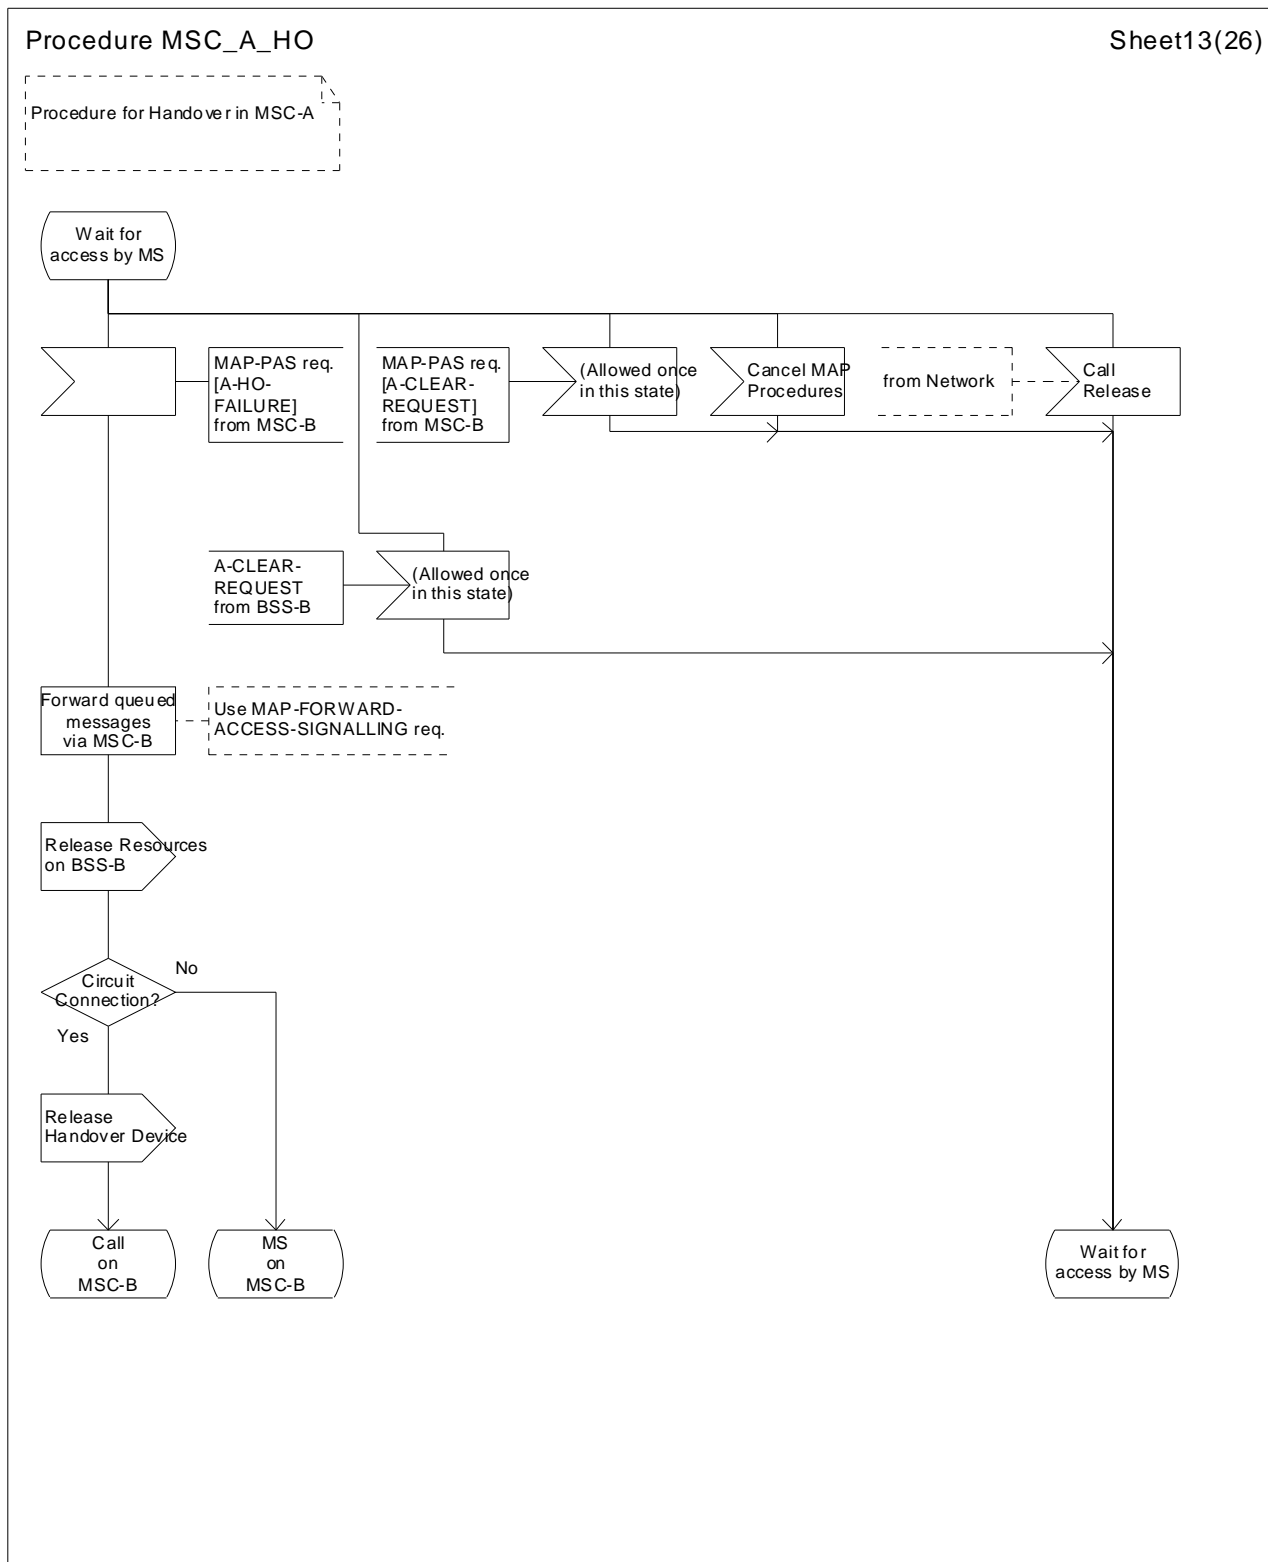 Procedure MSC_A_HO
Sheet13(26)
Procedure for Handover in MSC-A
Wait for
access by MS
MAP-PAS req.
[A-HO-
FAILURE]
from MSC-B
MAP-PAS req.
[A-CLEAR-
REQUEST]
from MSC-B
(Allowed once
in this state)
Cancel MAP
Procedures
from Network
Call
Release
A-CLEAR-
REQUEST
from BSS-B
(Allowed once
in this state)
Forward queued
messages
via MSC-B
Use MAP-FORWARD-
ACCESS-SIGNALLING req.
Release Resources
on BSS-B
Circuit
Connection?
No
Yes
Release
Handover Device
Call
on
MSC-B
MS
on
MSC-B
Wait for
access by MS